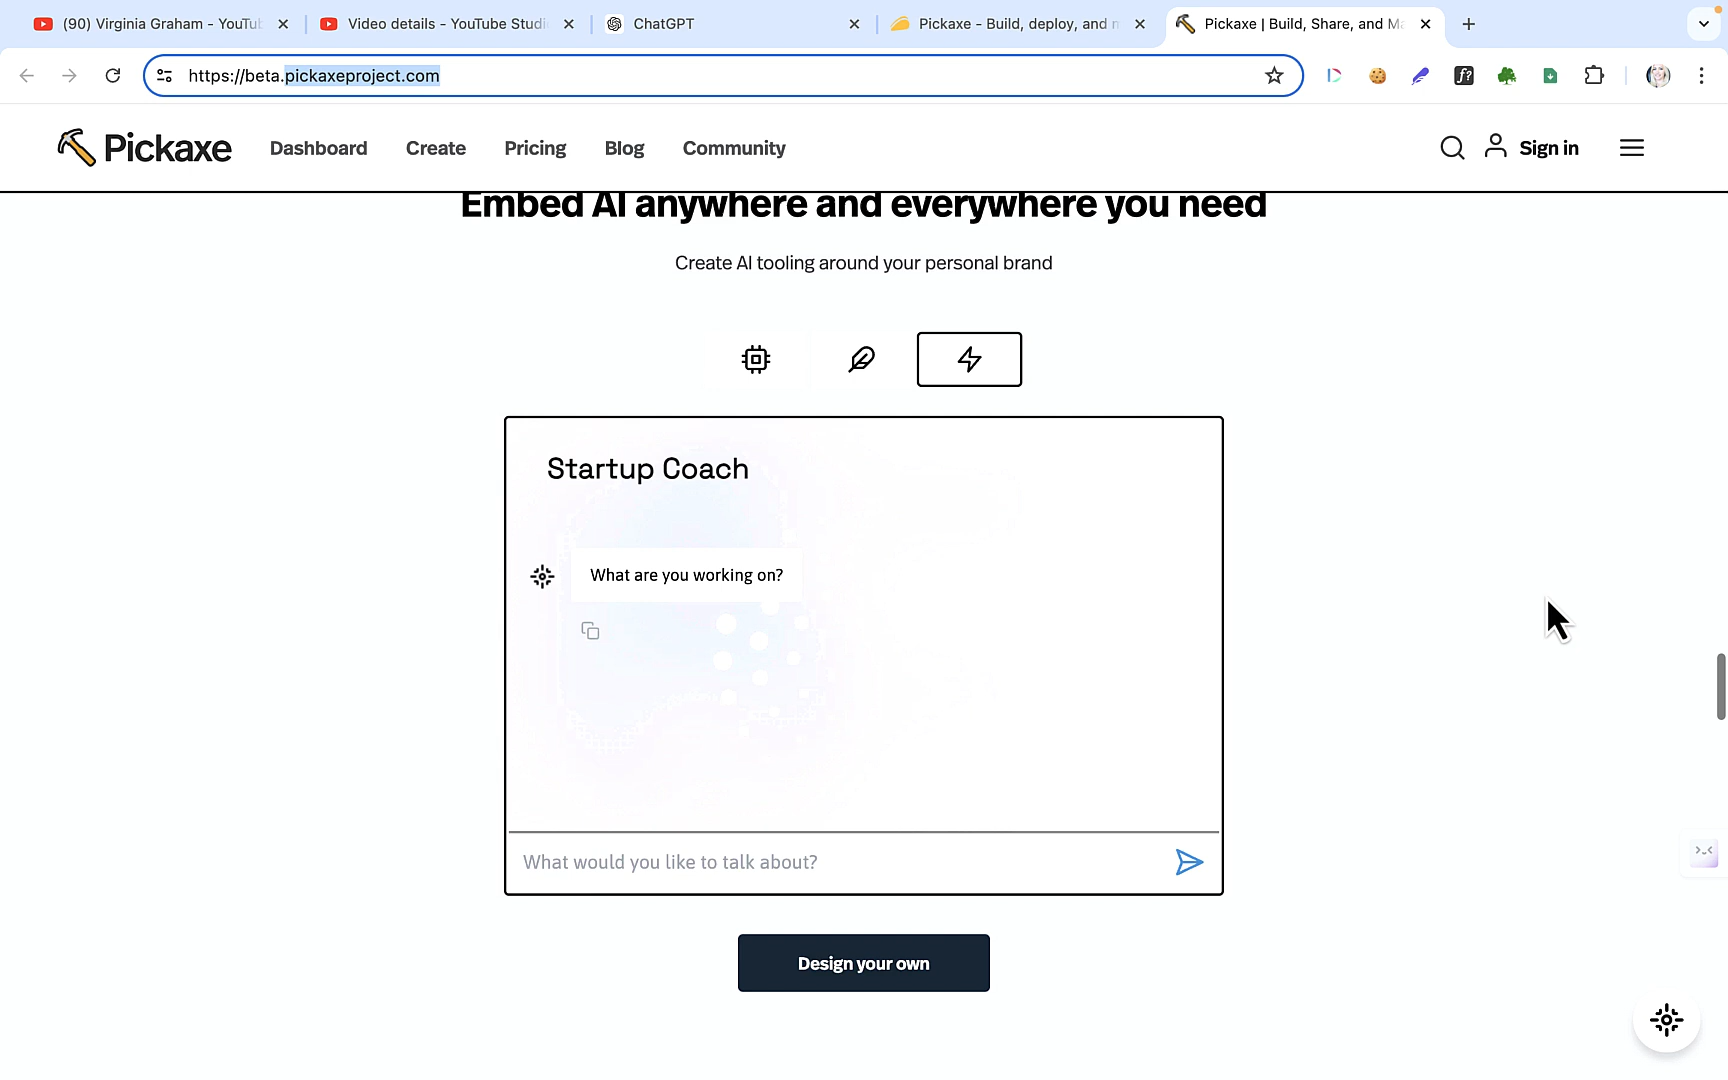 (90) Virginia Graham - YouTub
Video details - YouTube Studi
ChatGPT
Pickaxe - Build, deploy, and m
Pickaxe | Build, Share, and Ma
https://beta.pickaxeproject.com
Pickaxe
Dashboard
Create
Pricing
Blog
Community
Sign in
Embed AI anywhere and everywhere you need
Create AI tooling around your personal brand
Startup Coach
What are you working on?
What would you like to talk about?
Design your own